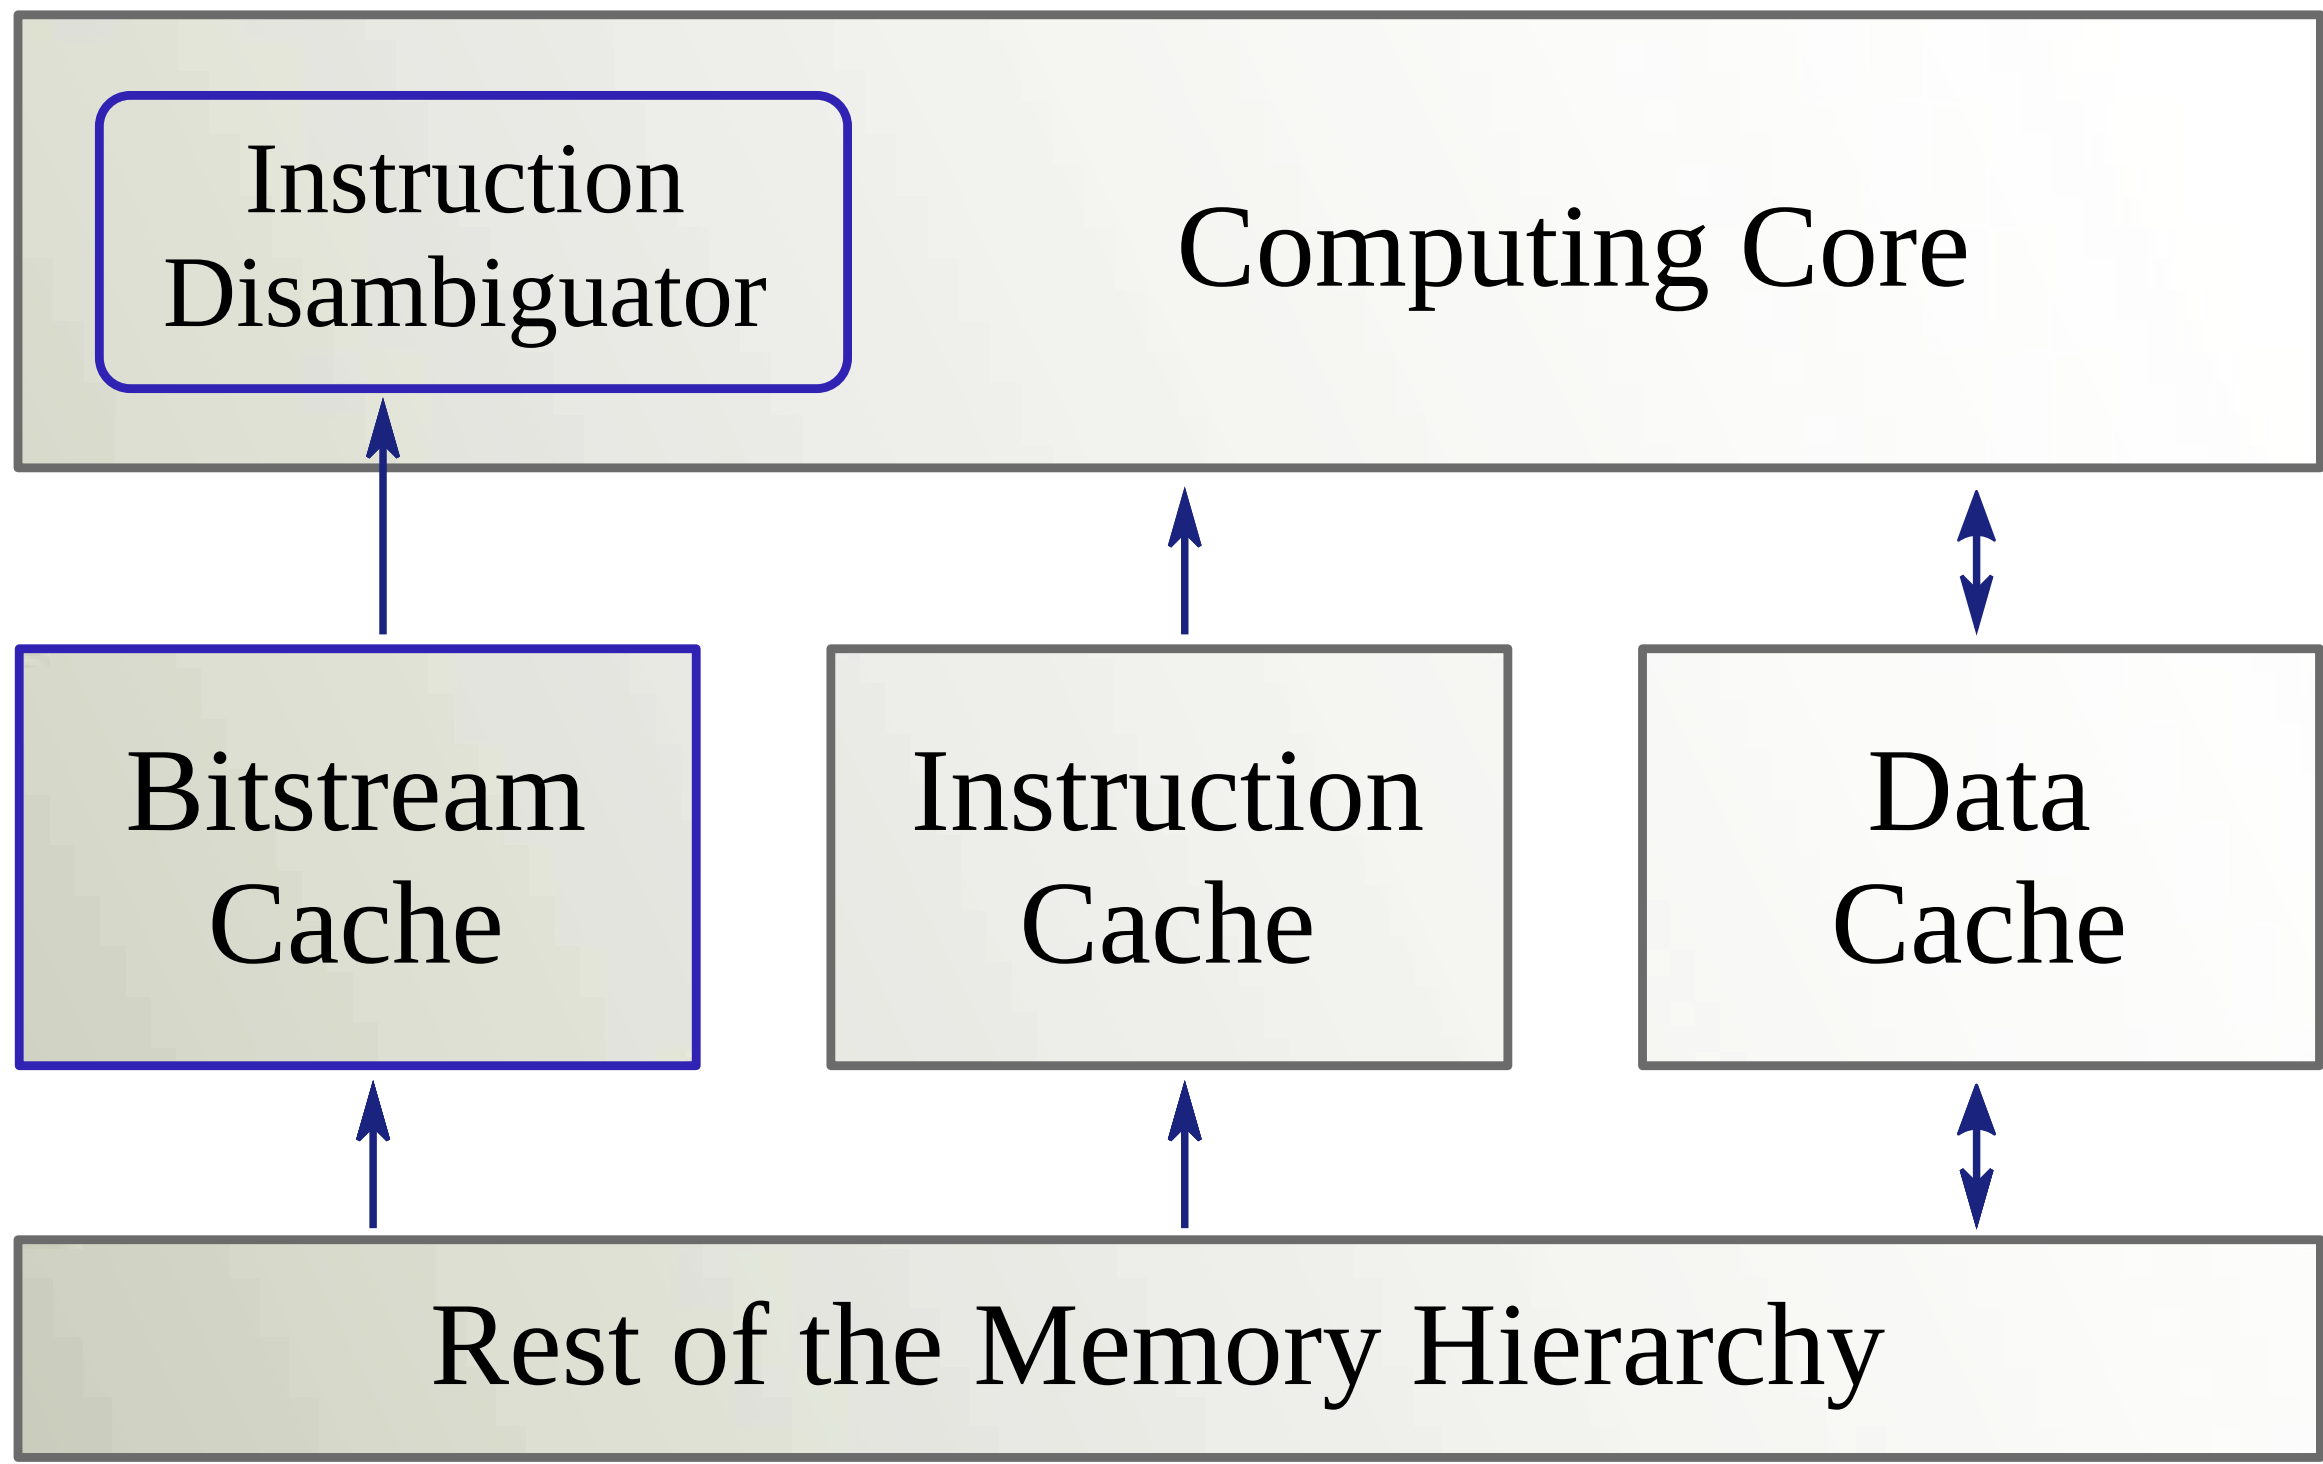 Instruction
Disambiguator
Computing Core
Bitstream
Cache
Instruction
Cache
Data
Cache
Rest of the Memory Hierarchy